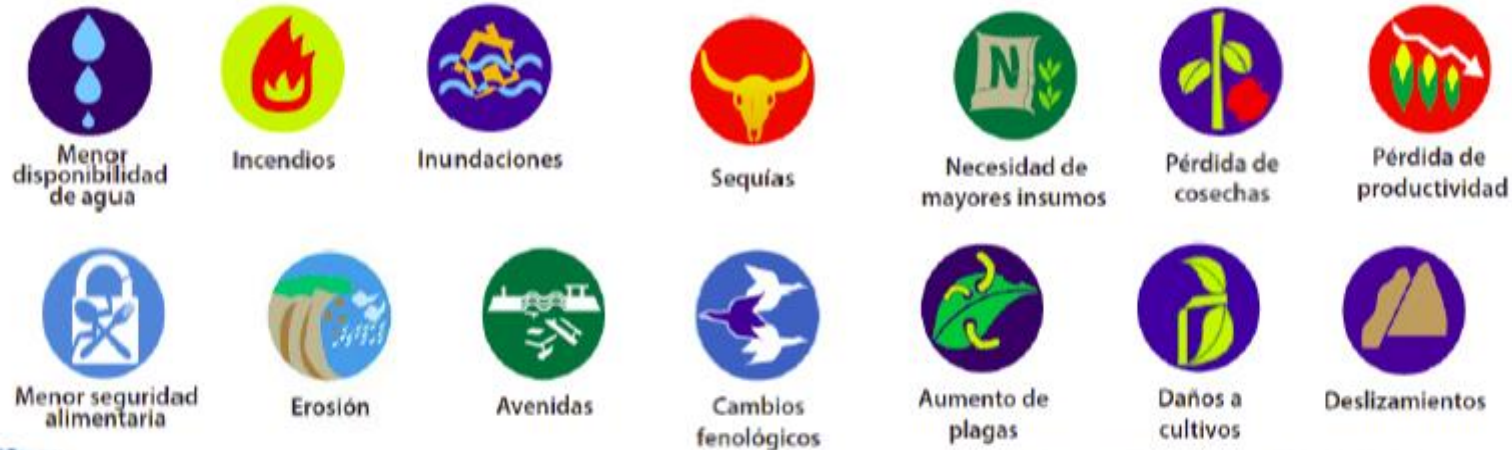 Menor
disponibilidad
de agua
Incendios
Inundaciones
Sequías
N
Necesidad de
mayores insumos
Pérdida de
cosechas
Pérdida de
productividad
Menor seguridad
alimentaria
Erosión
Avenidas
Cambios
fenológicos
Aumento de
plagas
Daños a
cultivos
Deslizamientos